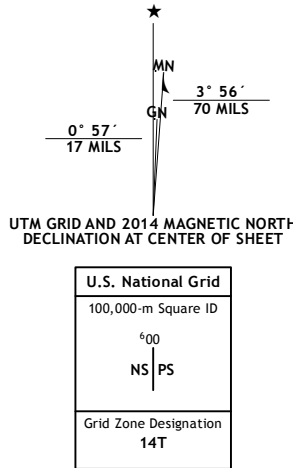 ★
MN
3° 56´
70 MILS
GN
0° 57´
17 MILS
UTM GRID AND 2014 MAGNETIC NORTH
DECLINATION AT CENTER OF SHEET
U.S. National Grid
100,000-m Square ID
⁶00
NS PS
Grid Zone Designation
14T